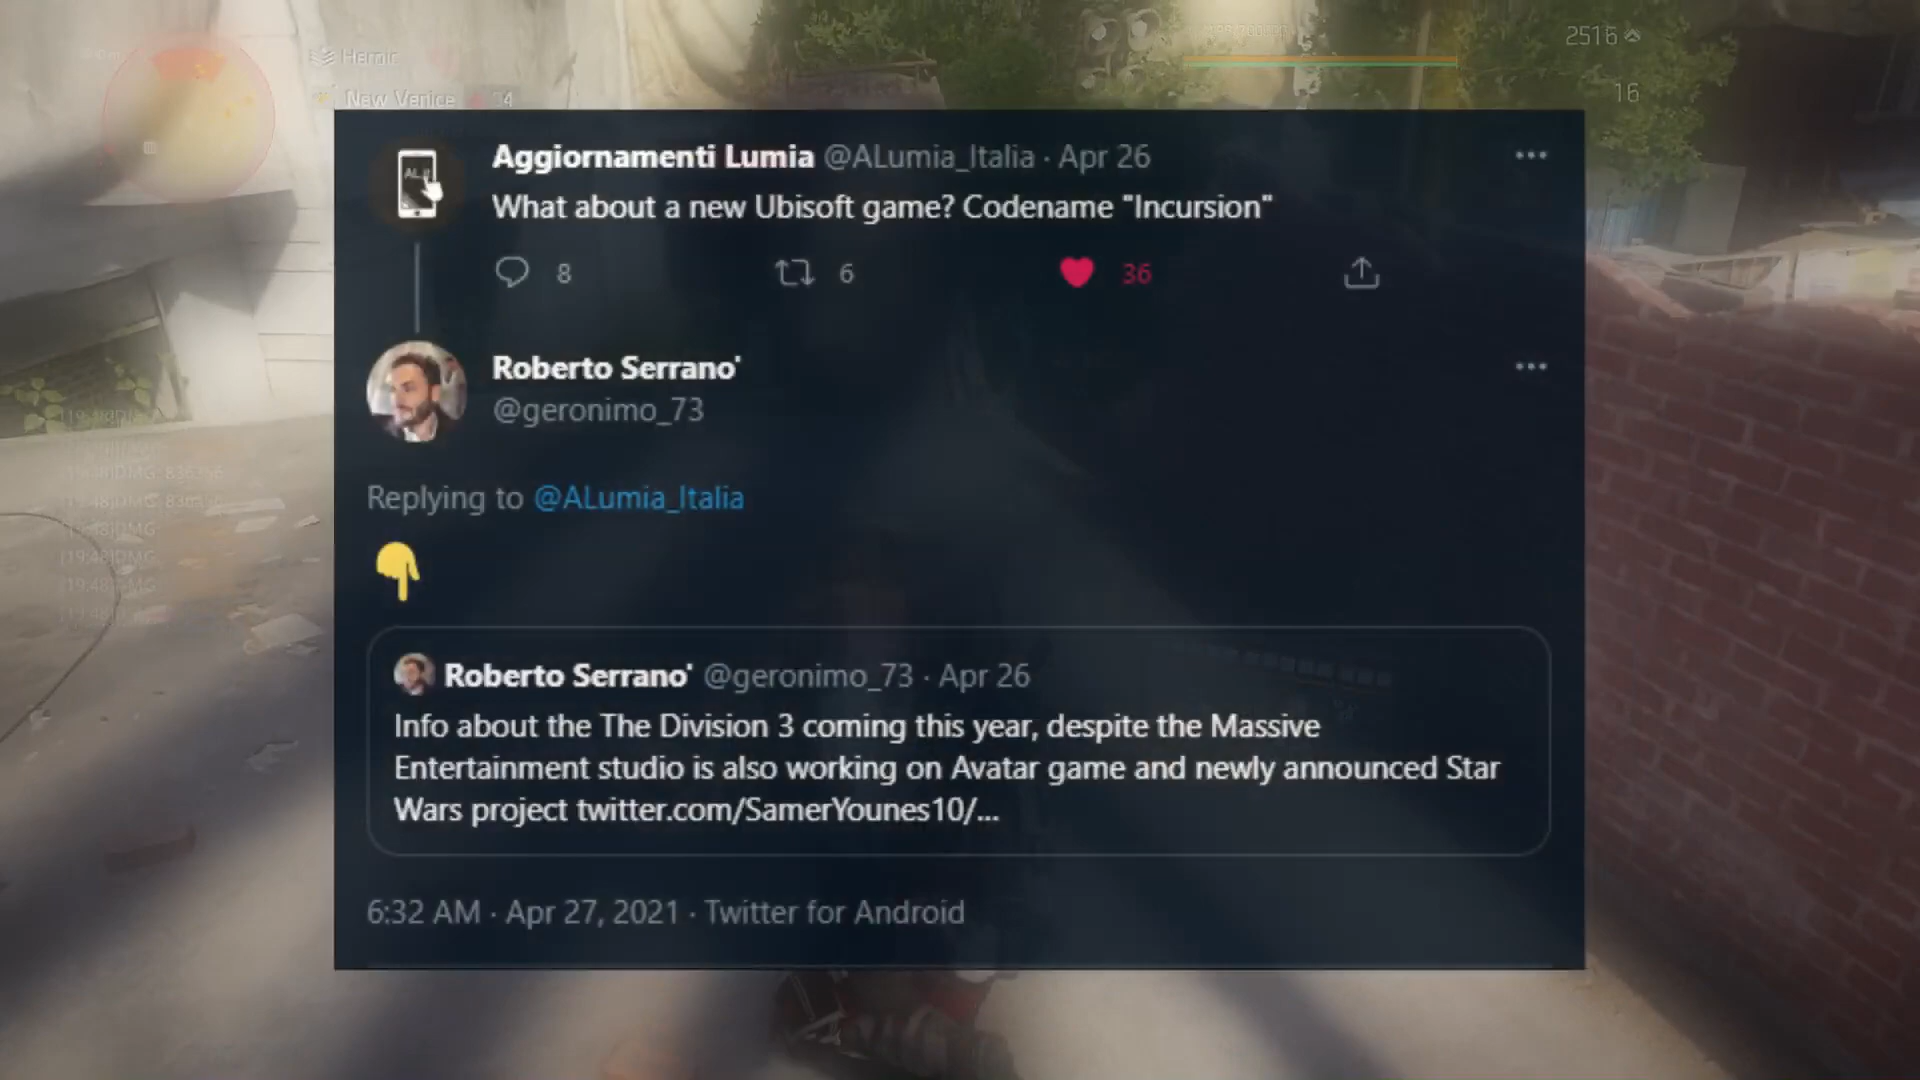 Heroic
2516
New Venice 34
16
Aggiornamenti Lumia @ALumia_Italia · Apr 26
What about a new Ubisoft game? Codename "Incursion"
8 6 36
Roberto Serrano'
@geronimo_73
Replying to @ALumia_Italia
Roberto Serrano' @geronimo_73 · Apr 26
Info about the The Division 3 coming this year, despite the Massive
Entertainment studio is also working on Avatar game and newly announced Star
Wars project twitter.com/SamerYounes10/...
6:32 AM · Apr 27, 2021 · Twitter for Android